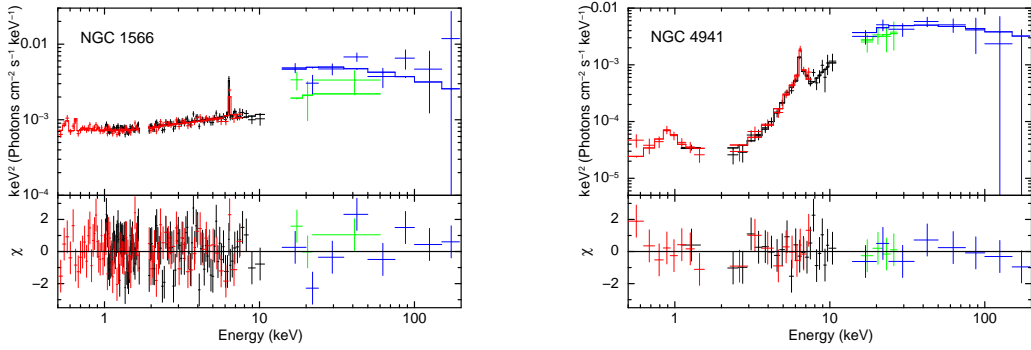 NGC 1566
keV² (Photons cm⁻² s⁻¹ keV⁻¹)
0.01
10⁻³
10⁻⁴
χ
2
0
−2
1
10
100
Energy (keV)
NGC 4941
keV² (Photons cm⁻² s⁻¹ keV⁻¹)
0.01
10⁻³
10⁻⁴
10⁻⁵
χ
2
0
−2
1
10
100
Energy (keV)